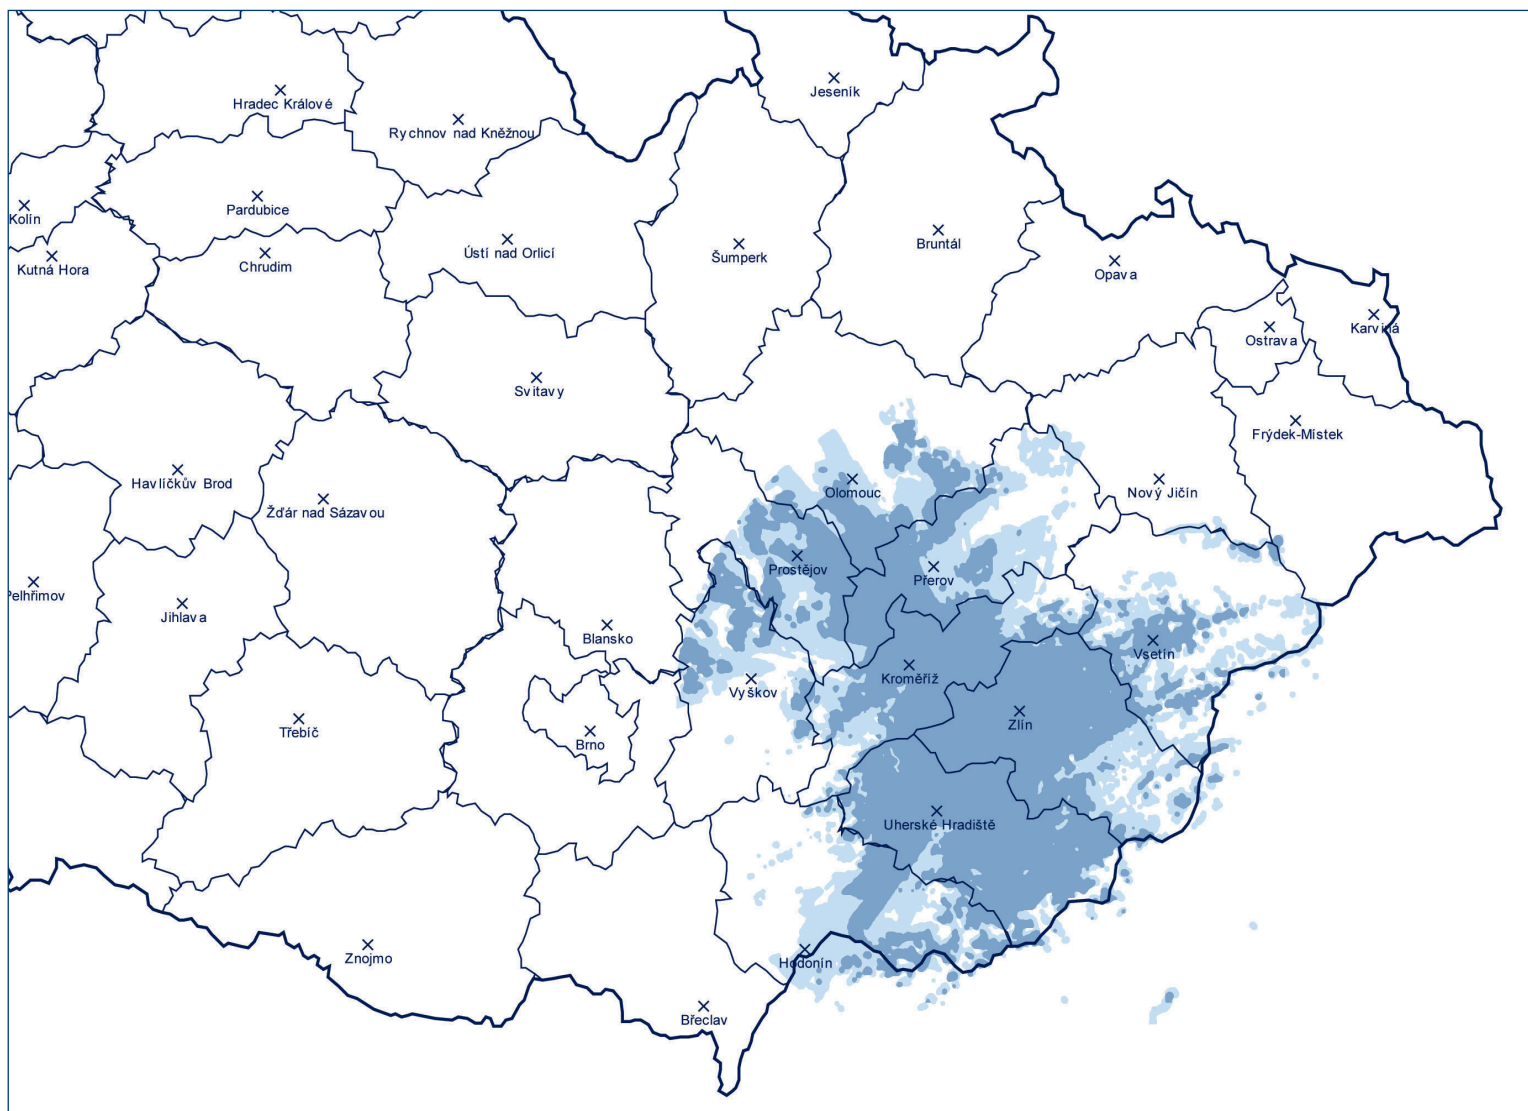 Jeseník
Hradec Králové
Rychnov nad Kněžnou
Pardubice
Kolín
Ústí nad Orlicí
Šumperk
Bruntál
Chrudim
Kutná Hora
Opava
Ostrava
Karviná
Svitavy
Frýdek-Místek
Havlíčkův Brod
Olomouc
Nový Jičín
Žďár nad Sázavou
Prostějov
Přerov
Pelhřimov
Jihlava
Blansko
Vsetín
Kroměříž
Vyškov
Zlín
Třebíč
Brno
Uherské Hradiště
Znojmo
Hodonín
Břeclav